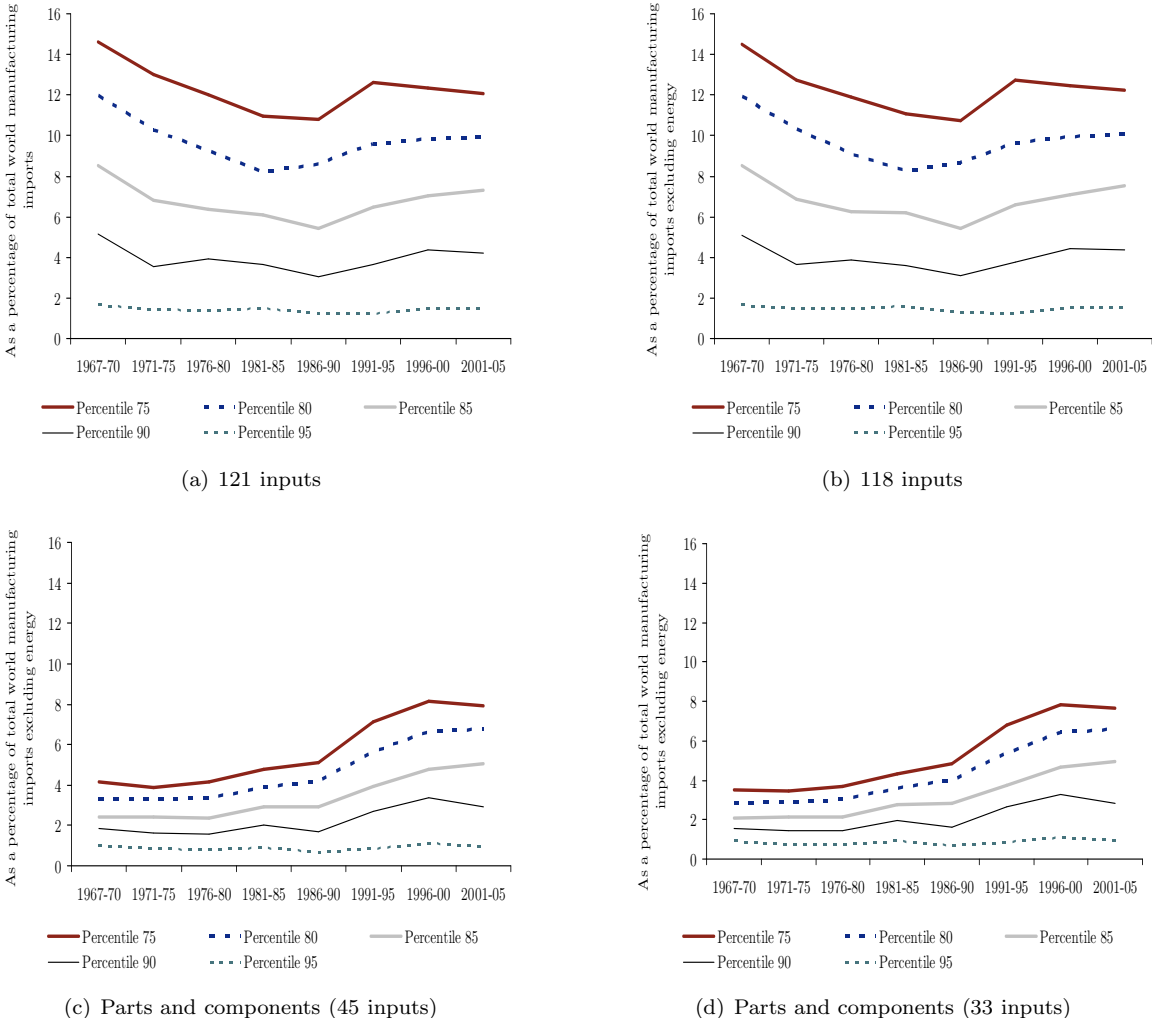 As a percentage of total world manufacturing
imports
16
14
12
10
8
6
4
2
0
1967-70 1971-75 1976-80 1981-85 1986-90 1991-95 1996-00 2001-05
Percentile 75 Percentile 80 Percentile 85
Percentile 90 Percentile 95
(a) 121 inputs
As a percentage of total world manufacturing
imports excluding energy
16
14
12
10
8
6
4
2
0
1967-70 1971-75 1976-80 1981-85 1986-90 1991-95 1996-00 2001-05
Percentile 75 Percentile 80 Percentile 85
Percentile 90 Percentile 95
(b) 118 inputs
As a percentage of total world manufacturing
imports excluding energy
16
14
12
10
8
6
4
2
0
1967-70 1971-75 1976-80 1981-85 1986-90 1991-95 1996-00 2001-05
Percentile 75 Percentile 80 Percentile 85
Percentile 90 Percentile 95
(c) Parts and components (45 inputs)
As a percentage of total world manufacturing
imports excluding energy
16
14
12
10
8
6
4
2
0
1967-70 1971-75 1976-80 1981-85 1986-90 1991-95 1996-00 2001-05
Percentile 75 Percentile 80 Percentile 85
Percentile 90 Percentile 95
(d) Parts and components (33 inputs)